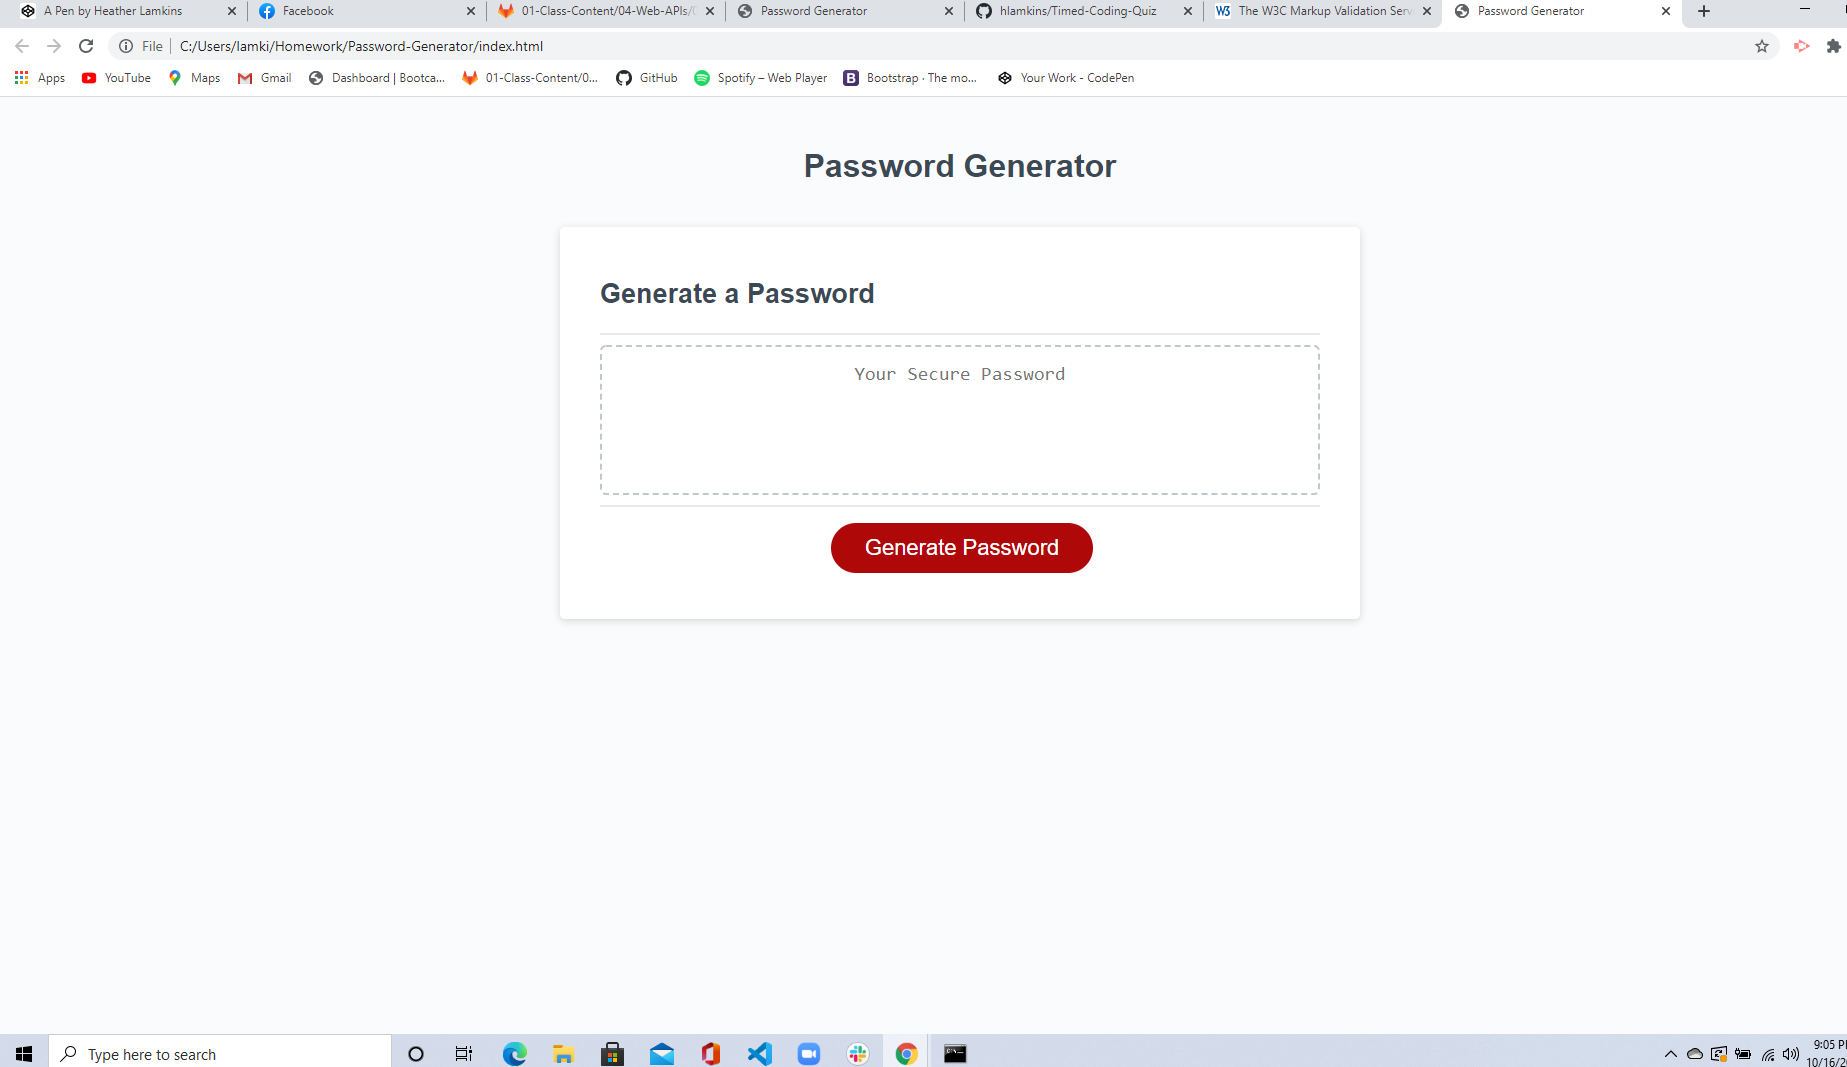 A Pen by Heather Lamkins
Facebook
01-Class-Content/04-Web-APIs/
Password Generator
hlamkins/Timed-Coding-Quiz
W3 The W3C Markup Validation Serv
Password Generator
File C:/Users/lamki/Homework/Password-Generator/index.html
Apps YouTube Maps Gmail Dashboard | Bootca... 01-Class-Content/0... GitHub Spotify – Web Player B Bootstrap · The mo... Your Work - CodePen
Password Generator
Generate a Password
Your Secure Password
Generate Password
Type here to search
9:05 P
10/16/2